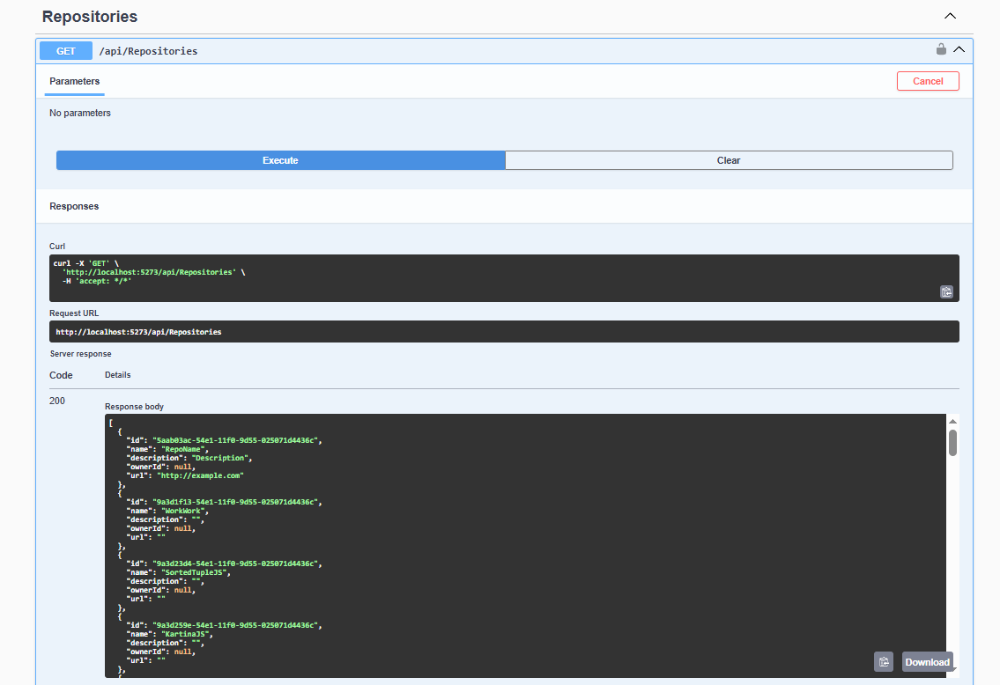 Repositories
GET /api/Repositories
Parameters
Cancel
No parameters
Execute
Clear
Responses
Curl
curl -X 'GET' \
  'http://localhost:5273/api/Repositories' \
  -H 'accept: */*'
Request URL
http://localhost:5273/api/Repositories
Server response
Code
Details
200
Response body
[
  {
    "id": "5aab03ac-54e1-11f0-9d55-025071d4436c",
    "name": "RepoName",
    "description": "Description",
    "ownerId": null,
    "url": "http://example.com"
  },
  {
    "id": "9a3d1f13-54e1-11f0-9d55-025071d4436c",
    "name": "WorkWork",
    "description": "",
    "ownerId": null,
    "url": ""
  },
  {
    "id": "9a3d23d4-54e1-11f0-9d55-025071d4436c",
    "name": "SortedTupleJS",
    "description": "",
    "ownerId": null,
    "url": ""
  },
  {
    "id": "9a3d259e-54e1-11f0-9d55-025071d4436c",
    "name": "KartinaJS",
    "description": "",
    "ownerId": null,
    "url": ""
  },
Download